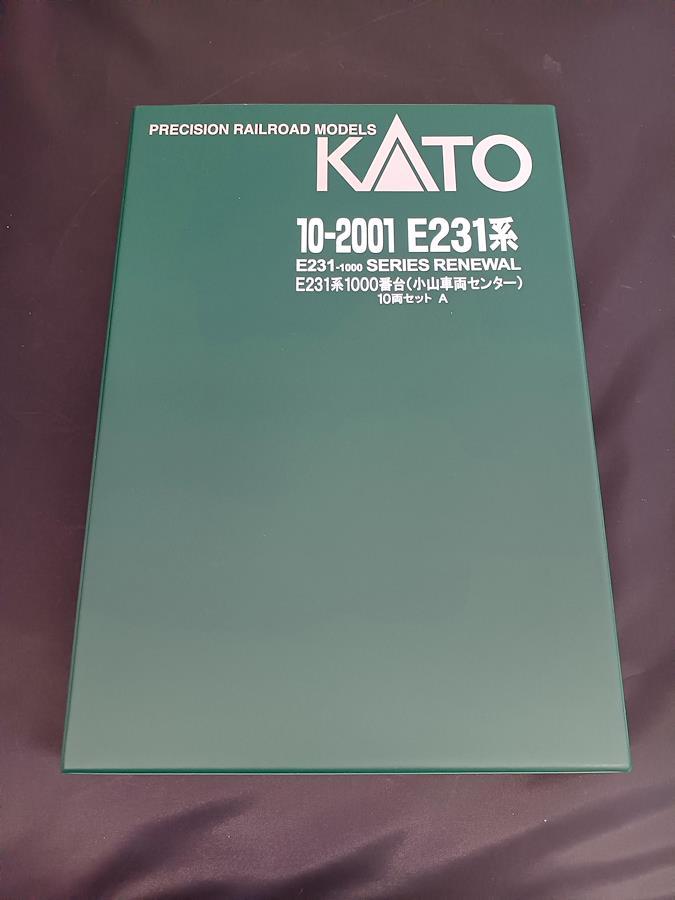 PRECISION RAILROAD MODELS
KATO
10-2001 E231系
E231-1000 SERIES RENEWAL
E231系1000番台(小山車両センター)
10両セット A